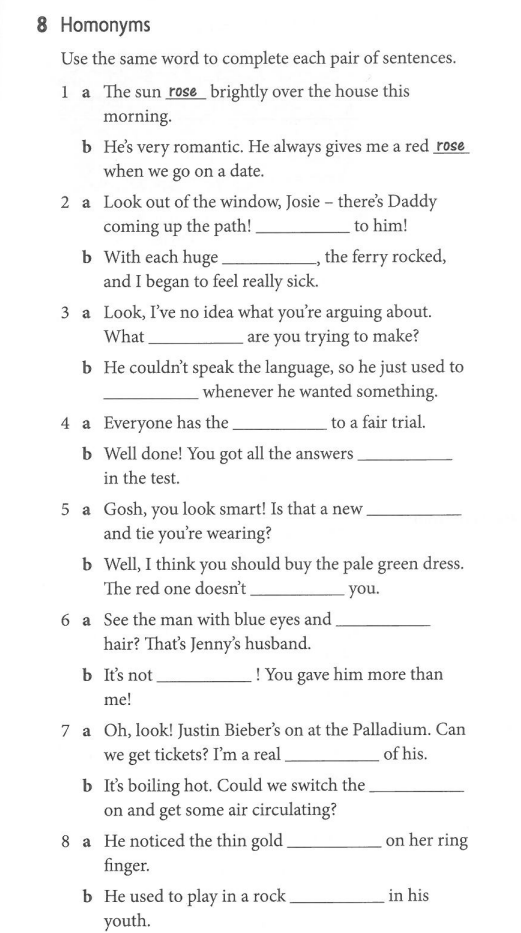 8 Homonyms
Use the same word to complete each pair of sentences.
1 a The sun rose brightly over the house this
morning.
b He's very romantic. He always gives me a red rose
when we go on a date.
2 a Look out of the window, Josie – there's Daddy
coming up the path! __________ to him!
b With each huge __________, the ferry rocked,
and I began to feel really sick.
3 a Look, I've no idea what you're arguing about.
What __________ are you trying to make?
b He couldn't speak the language, so he just used to
__________ whenever he wanted something.
4 a Everyone has the __________ to a fair trial.
b Well done! You got all the answers __________
in the test.
5 a Gosh, you look smart! Is that a new __________
and tie you're wearing?
b Well, I think you should buy the pale green dress.
The red one doesn't __________ you.
6 a See the man with blue eyes and __________
hair? That's Jenny's husband.
b It's not __________ ! You gave him more than
me!
7 a Oh, look! Justin Bieber's on at the Palladium. Can
we get tickets? I'm a real __________ of his.
b It's boiling hot. Could we switch the __________
on and get some air circulating?
8 a He noticed the thin gold __________ on her ring
finger.
b He used to play in a rock __________ in his
youth.